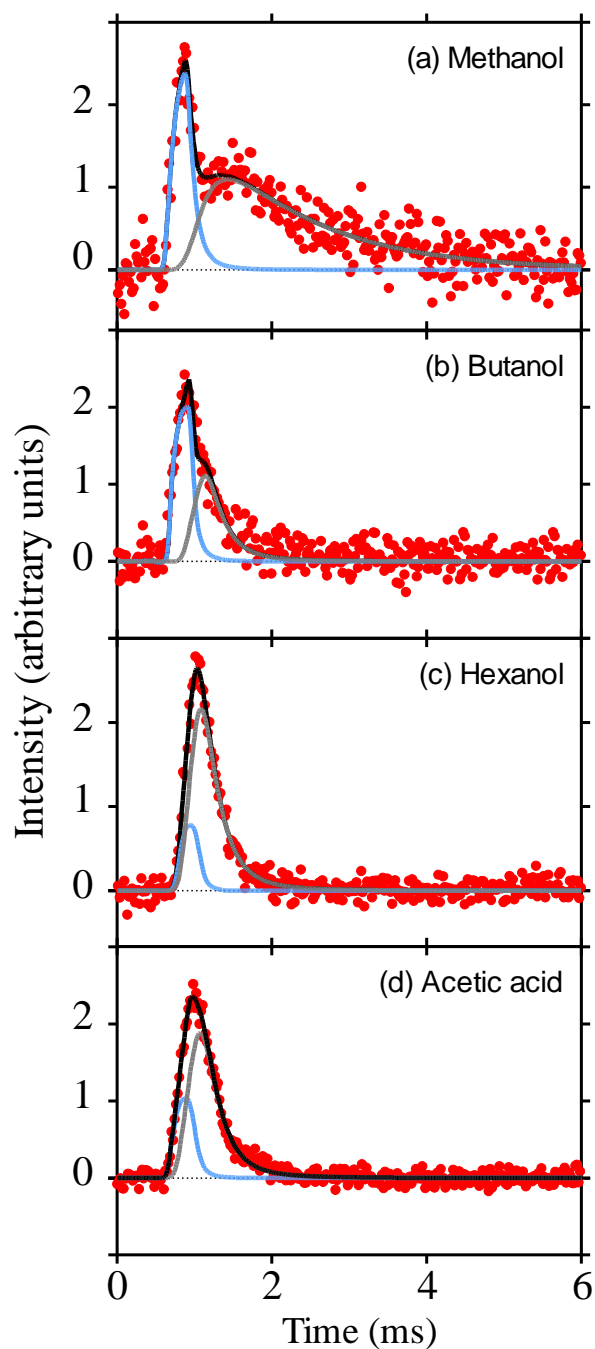 (a) Methanol
2
1
0
(b) Butanol
2
1
0
(c) Hexanol
2
1
0
(d) Acetic acid
2
1
0
0 2 4 6
Time (ms)
Intensity (arbitrary units)